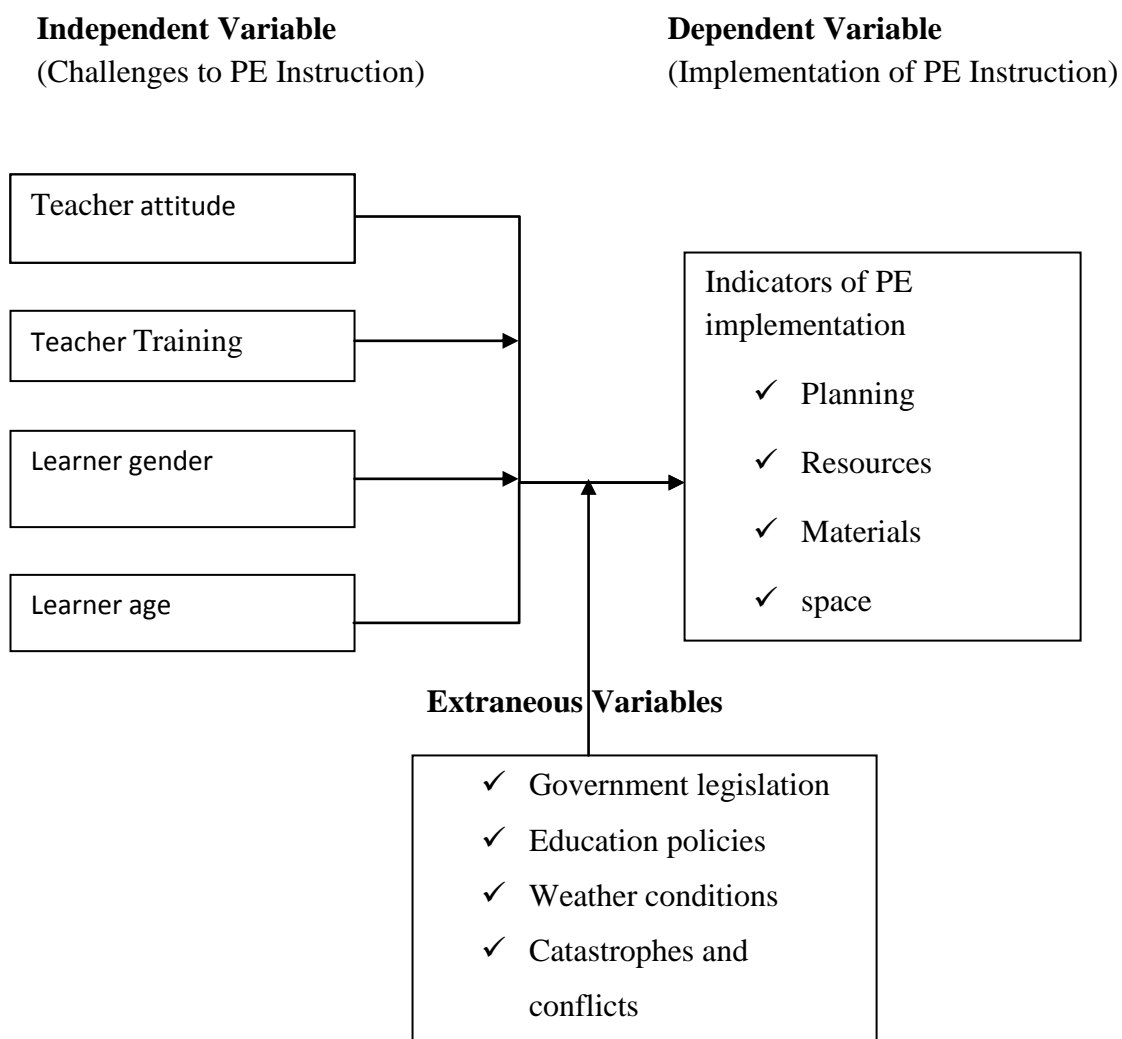 Independent Variable
(Challenges to PE Instruction)
Dependent Variable
(Implementation of PE Instruction)
Teacher attitude
Teacher Training
Learner gender
Learner age
Indicators of PE
implementation
✓ Planning
✓ Resources
✓ Materials
✓ space
Extraneous Variables
✓ Government legislation
✓ Education policies
✓ Weather conditions
✓ Catastrophes and
conflicts